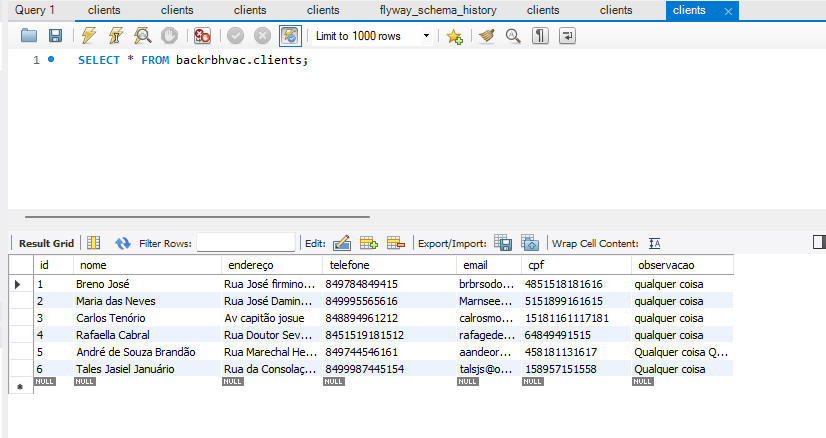 Query 1 clients clients clients clients flyway_schema_history clients clients clients
Limit to 1000 rows
1 SELECT * FROM backrbhvac.clients;
Result Grid Filter Rows: Edit: Export/Import: Wrap Cell Content:
id nome endereço telefone email cpf observacao
1 Breno José Rua José firmino... 849784849415 brbrsodo... 4851518181616 qualquer coisa
2 Maria das Neves Rua José Damin... 849995565616 Marnsee... 5151899161615 qualquer coisa
3 Carlos Tenório Av capitão josue 848894961212 calrosmo... 15181161117181 qualquer coisa
4 Rafaella Cabral Rua Doutor Sev... 8451519181512 rafagede... 64849491515 qualquer coisa
5 André de Souza Brandão Rua Marechal He... 849744546161 aandeor... 458181131617 Qualquer coisa Q...
6 Tales Jasiel Januário Rua da Consolaç... 8499987445154 talsjs@o... 158957151558 Qualquer coisa
NULL NULL NULL NULL NULL NULL NULL